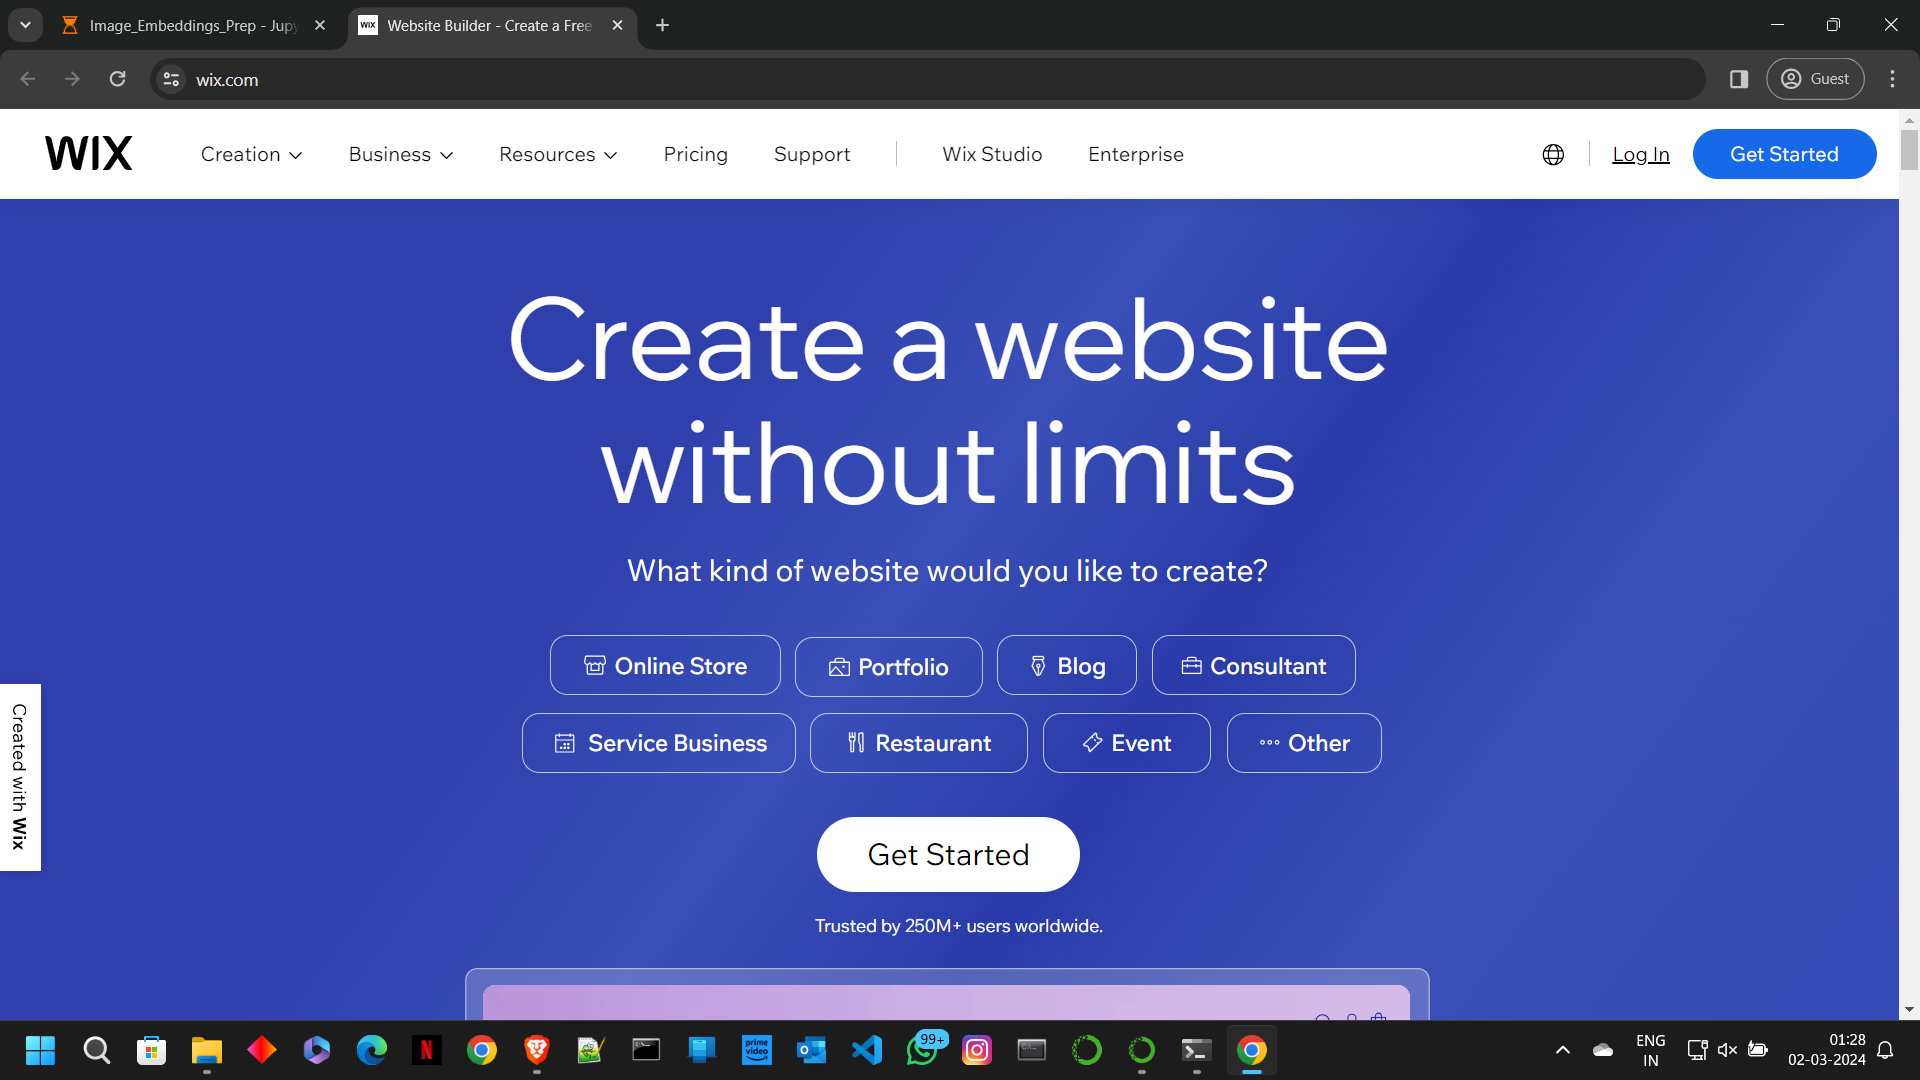 Image_Embeddings_Prep - Jupy
WIX
Website Builder - Create a Free
wix.com
Guest
WIX
Creation
Business
Resources
Pricing
Support
Wix Studio
Enterprise
Log In
Get Started
Create a website
without limits
What kind of website would you like to create?
Online Store
Portfolio
Blog
Consultant
Service Business
Restaurant
Event
Other
Created with Wix
Get Started
Trusted by 250M+ users worldwide.
prime
video
99+
ENG
IN
01:28
02-03-2024